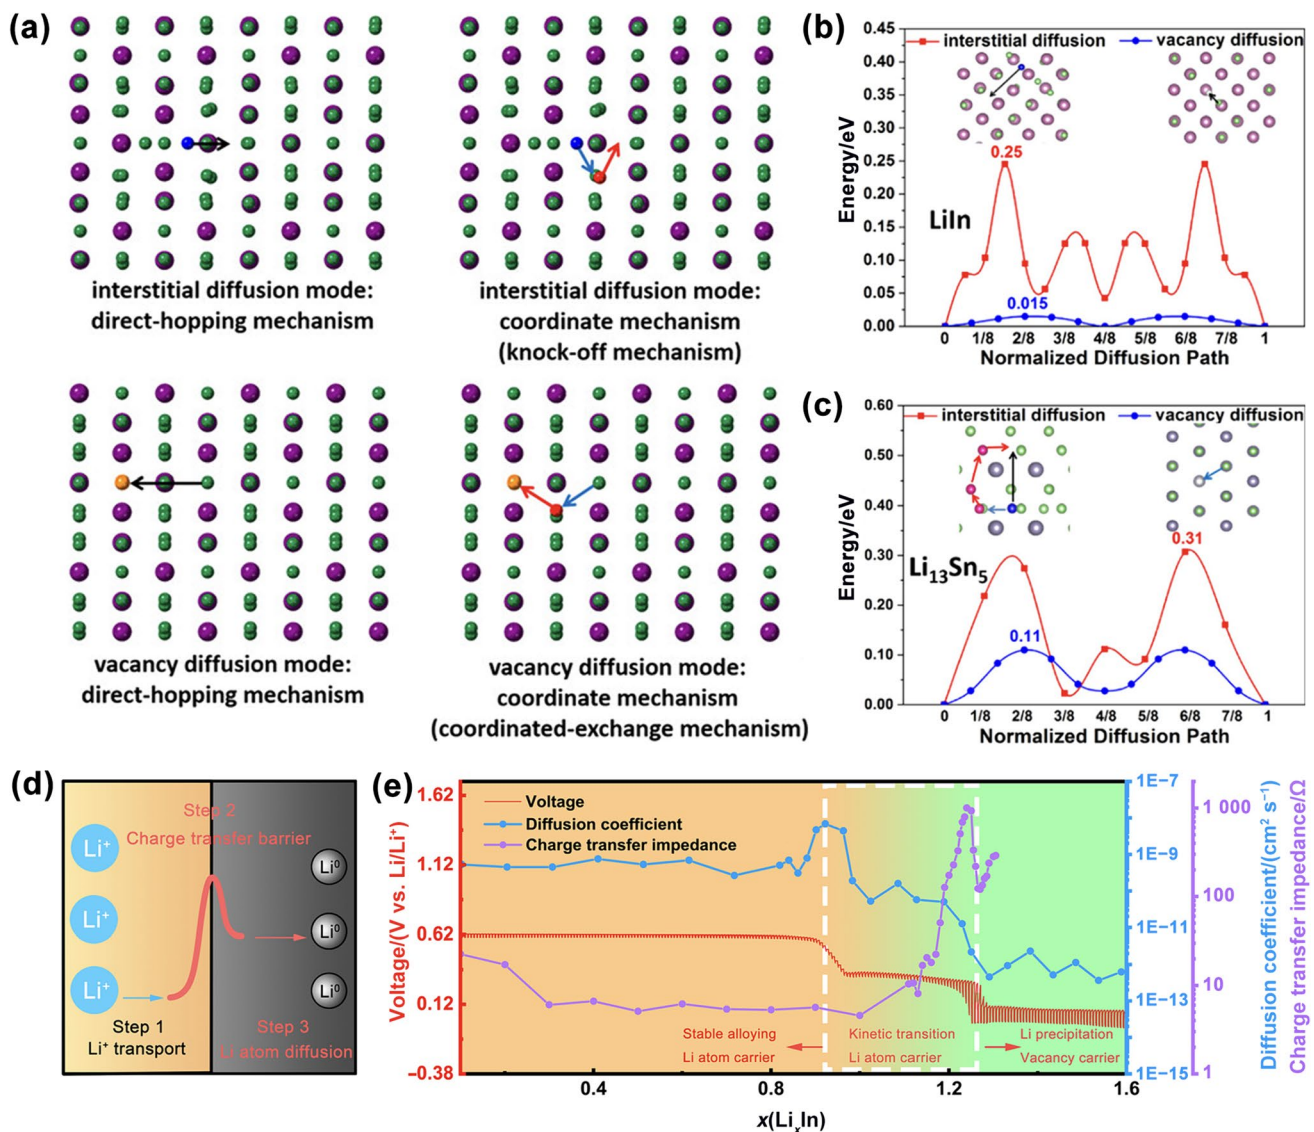 (a)
interstitial diffusion mode:
direct-hopping mechanism
interstitial diffusion mode:
coordinate mechanism
(knock-off mechanism)
vacancy diffusion mode:
direct-hopping mechanism
vacancy diffusion mode:
coordinate mechanism
(coordinated-exchange mechanism)
(b)
interstitial diffusion
vacancy diffusion
0.45
0.40
0.35
0.30
0.25
0.20
0.15
0.10
0.05
0.00
Energy/eV
0.25
LiIn
0.015
0 1/8 2/8 3/8 4/8 5/8 6/8 7/8 1
Normalized Diffusion Path
(c)
interstitial diffusion
vacancy diffusion
0.60
0.50
0.40
0.30
0.20
0.10
0.00
Energy/eV
0.31
Li₁₃Sn₅
0.11
0 1/8 2/8 3/8 4/8 5/8 6/8 7/8 1
Normalized Diffusion Path
(d)
Step 2
Charge transfer barrier
Li⁺
Li⁺
Li⁺
Li⁰
Li⁰
Li⁰
Step 1
Li⁺ transport
Step 3
Li atom diffusion
(e)
Voltage
Diffusion coefficient
Charge transfer impedance
1.62
1.12
0.62
0.12
−0.38
Voltage/(V vs. Li/Li⁺)
Stable alloying
Li atom carrier
Kinetic transition
Li atom carrier
Li precipitation
Vacancy carrier
0.4 0.8 1.2 1.6
x(LiₓIn)
1E-7
1E-9
1E-11
1E-13
1E-15
Diffusion coefficient/(cm² s⁻¹)
1 000
100
10
1
Charge transfer impedance/Ω